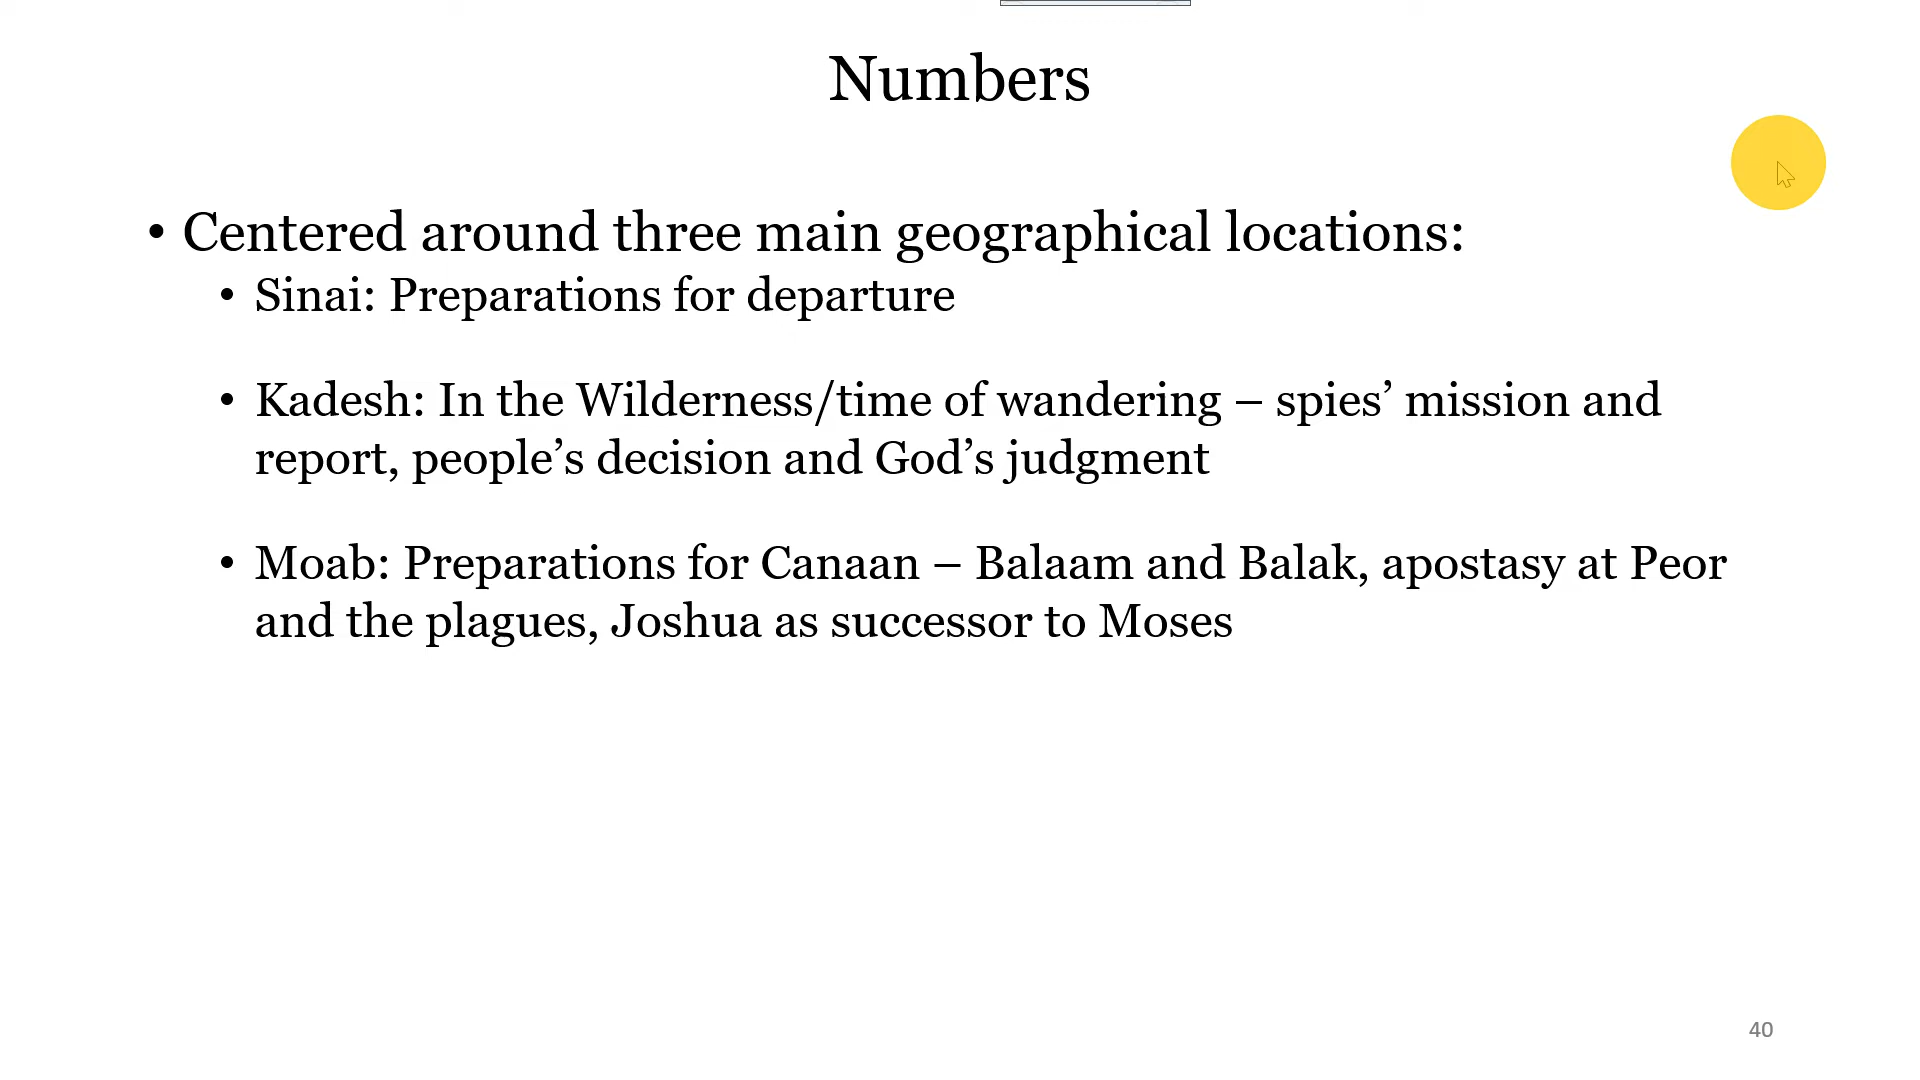 Numbers
• Centered around three main geographical locations:
• Sinai: Preparations for departure
• Kadesh: In the Wilderness/time of wandering – spies’ mission and
report, people’s decision and God’s judgment
• Moab: Preparations for Canaan – Balaam and Balak, apostasy at Peor
and the plagues, Joshua as successor to Moses
40